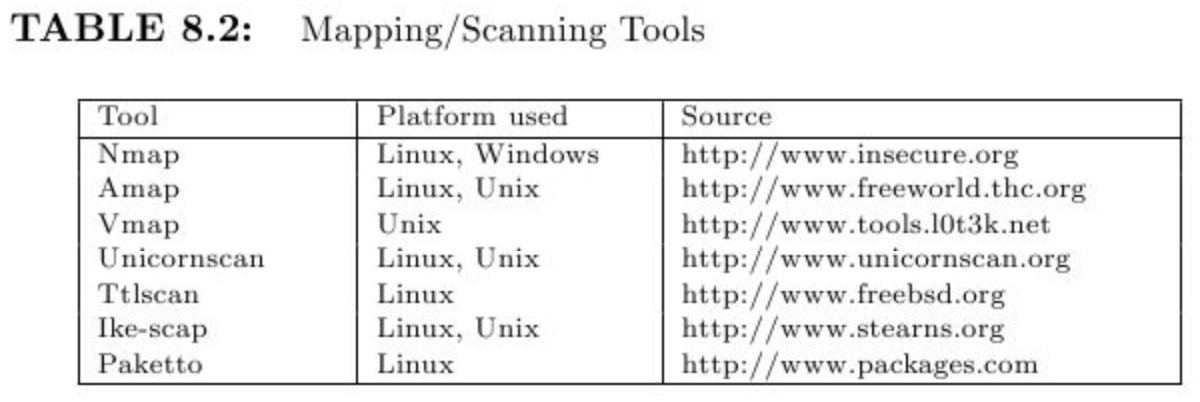 TABLE 8.2: Mapping/Scanning Tools
Tool Platform used Source
Nmap Linux, Windows http://www.insecure.org
Amap Linux, Unix http://www.freeworld.thc.org
Vmap Unix http://www.tools.l0t3k.net
Unicornscan Linux, Unix http://www.unicornscan.org
Ttlscan Linux http://www.freebsd.org
Ike-scap Linux, Unix http://www.stearns.org
Paketto Linux http://www.packages.com